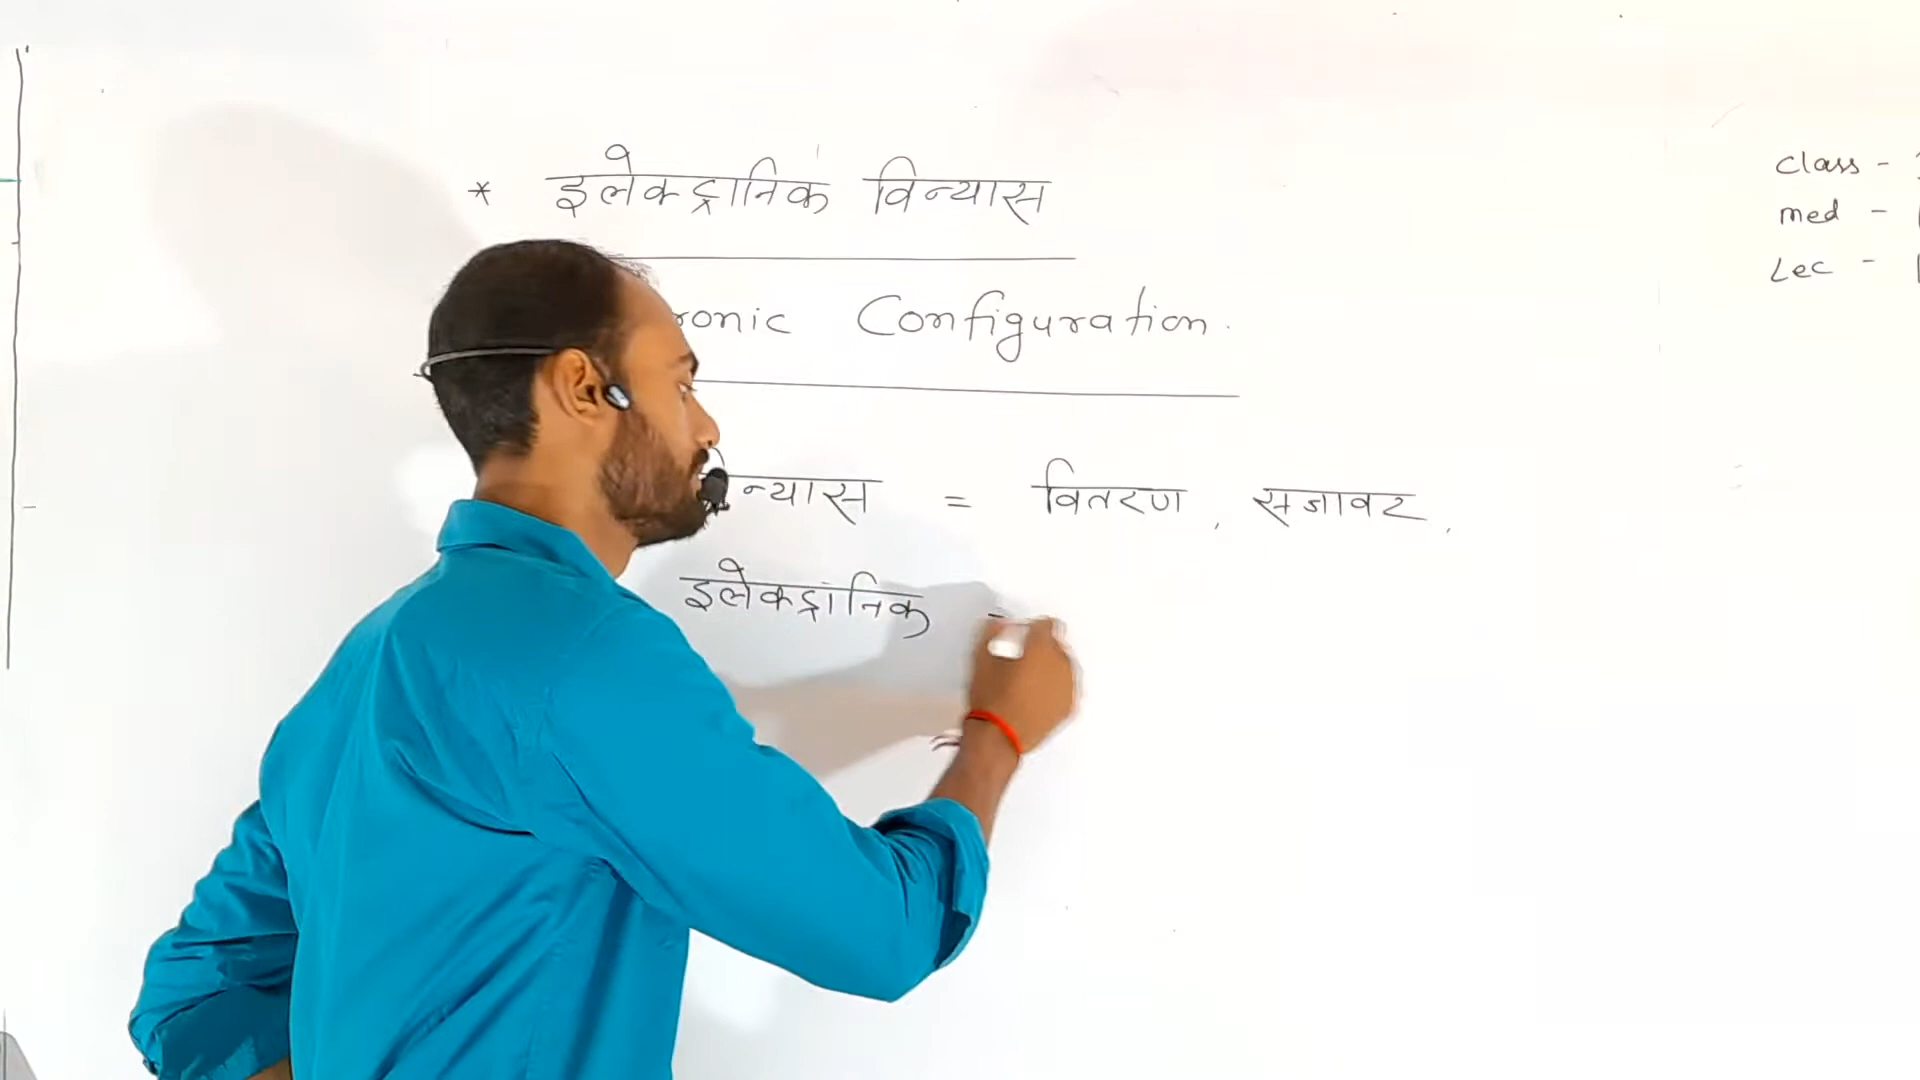 * इलेक्ट्रानिक विन्यास
ronic Configuration.
न्यास = वितरण, सजावट,
इलेक्ट्रानिक =
Class -
med -
Lec -